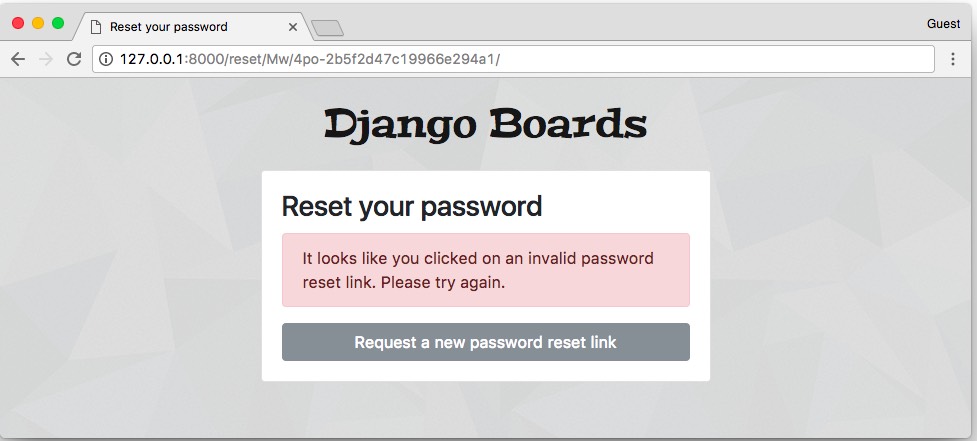 Reset your password
Guest
127.0.0.1:8000/reset/Mw/4po-2b5f2d47c19966e294a1/
Django Boards
Reset your password
It looks like you clicked on an invalid password
reset link. Please try again.
Request a new password reset link